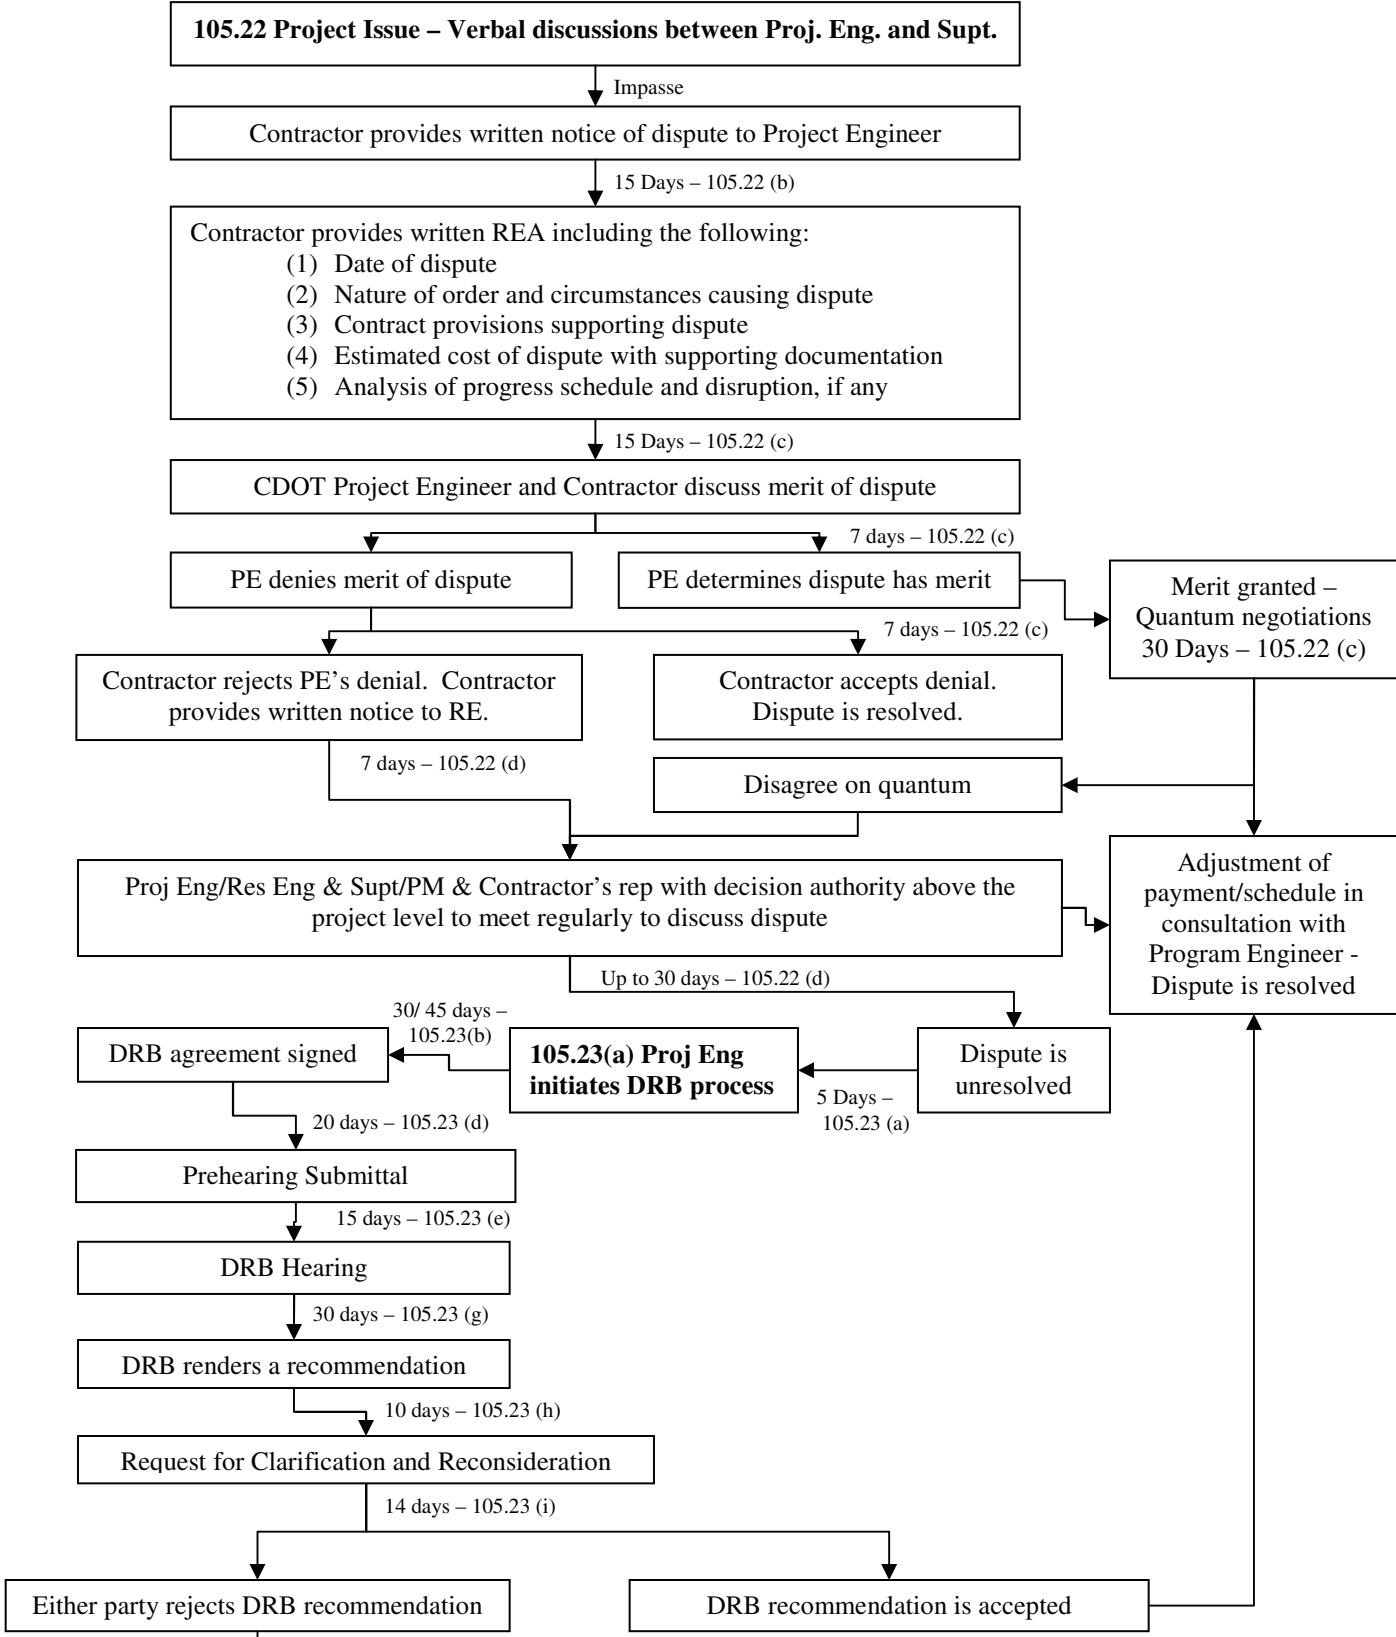 105.22 Project Issue – Verbal discussions between Proj. Eng. and Supt.
Impasse
Contractor provides written notice of dispute to Project Engineer
15 Days – 105.22 (b)
Contractor provides written REA including the following:
(1) Date of dispute
(2) Nature of order and circumstances causing dispute
(3) Contract provisions supporting dispute
(4) Estimated cost of dispute with supporting documentation
(5) Analysis of progress schedule and disruption, if any
15 Days – 105.22 (c)
CDOT Project Engineer and Contractor discuss merit of dispute
7 days – 105.22 (c)
PE denies merit of dispute
PE determines dispute has merit
Merit granted –
Quantum negotiations
30 Days – 105.22 (c)
7 days – 105.22 (c)
Contractor rejects PE's denial. Contractor
provides written notice to RE.
Contractor accepts denial.
Dispute is resolved.
7 days – 105.22 (d)
Disagree on quantum
Proj Eng/Res Eng & Supt/PM & Contractor's rep with decision authority above the
project level to meet regularly to discuss dispute
Adjustment of
payment/schedule in
consultation with
Program Engineer -
Dispute is resolved
Up to 30 days – 105.22 (d)
30/ 45 days –
105.23(b)
DRB agreement signed
105.23(a) Proj Eng
initiates DRB process
Dispute is
unresolved
5 Days –
105.23 (a)
20 days – 105.23 (d)
Prehearing Submittal
15 days – 105.23 (e)
DRB Hearing
30 days – 105.23 (g)
DRB renders a recommendation
10 days – 105.23 (h)
Request for Clarification and Reconsideration
14 days – 105.23 (i)
Either party rejects DRB recommendation
DRB recommendation is accepted